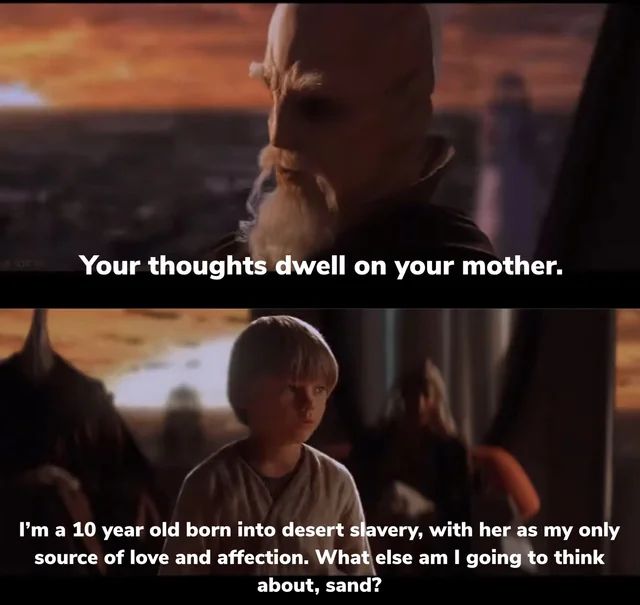 Your thoughts dwell on your mother.
I'm a 10 year old born into desert slavery, with her as my only
source of love and affection. What else am I going to think
about, sand?